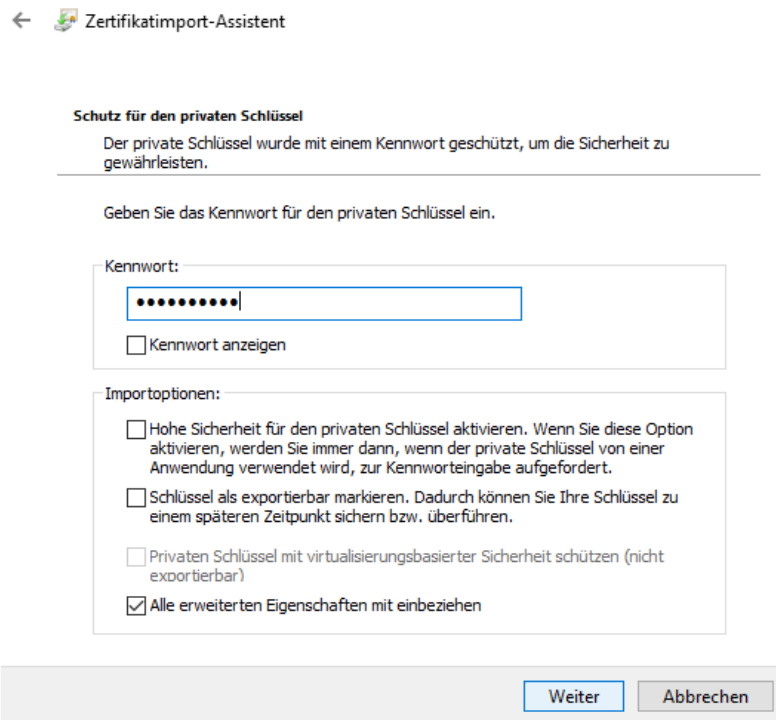 Zertifikatimport-Assistent
Schutz für den privaten Schlüssel
Der private Schlüssel wurde mit einem Kennwort geschützt, um die Sicherheit zu
gewährleisten.
Geben Sie das Kennwort für den privaten Schlüssel ein.
Kennwort:
••••••••••
Kennwort anzeigen
Importoptionen:
Hohe Sicherheit für den privaten Schlüssel aktivieren. Wenn Sie diese Option
aktivieren, werden Sie immer dann, wenn der private Schlüssel von einer
Anwendung verwendet wird, zur Kennworteingabe aufgefordert.
Schlüssel als exportierbar markieren. Dadurch können Sie Ihre Schlüssel zu
einem späteren Zeitpunkt sichern bzw. überführen.
Privaten Schlüssel mit virtualisierungsbasierter Sicherheit schützen (nicht
exportierbar)
Alle erweiterten Eigenschaften mit einbeziehen
Weiter
Abbrechen